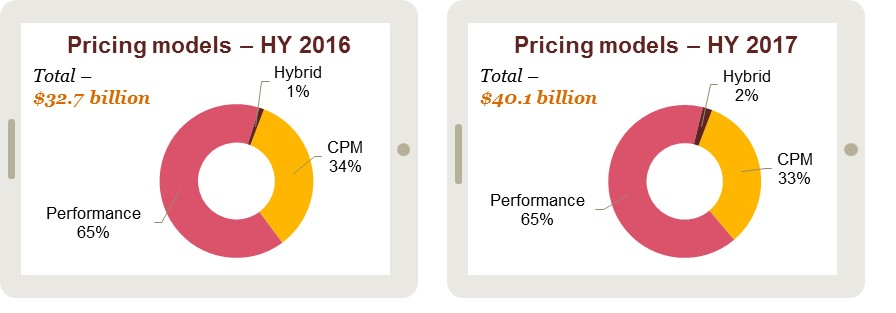 Pricing models – HY 2016
Total –
$32.7 billion
Hybrid
1%
CPM
34%
Performance
65%
Pricing models – HY 2017
Total –
$40.1 billion
Hybrid
2%
CPM
33%
Performance
65%